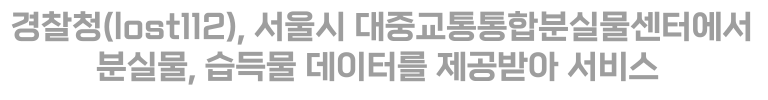 경찰청(lost112), 서울시 대중교통통합분실물센터에서
분실물, 습득물 데이터를 제공받아 서비스